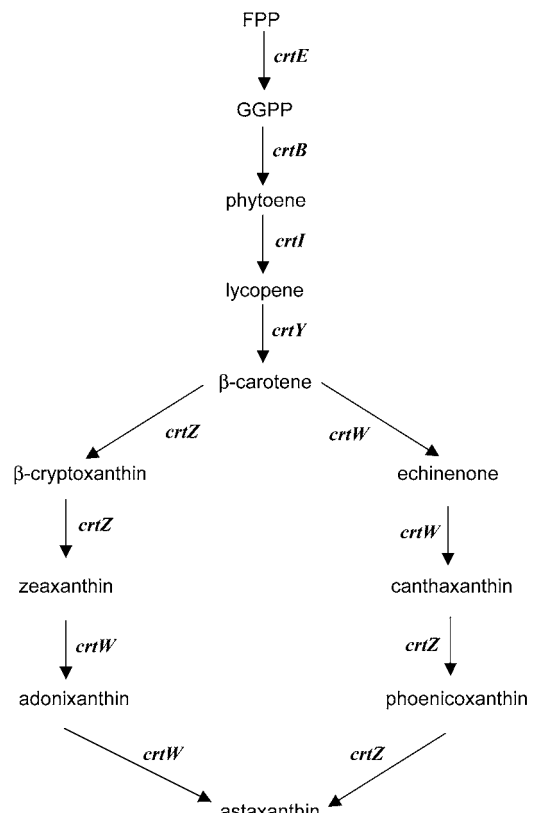 FPP
crtE
GGPP
crtB
phytoene
crtI
lycopene
crtY
β-carotene
crtZ
crtW
β-cryptoxanthin
echinenone
crtZ
crtW
zeaxanthin
canthaxanthin
crtW
crtZ
adonixanthin
phoenicoxanthin
crtW
crtZ
astaxanthin